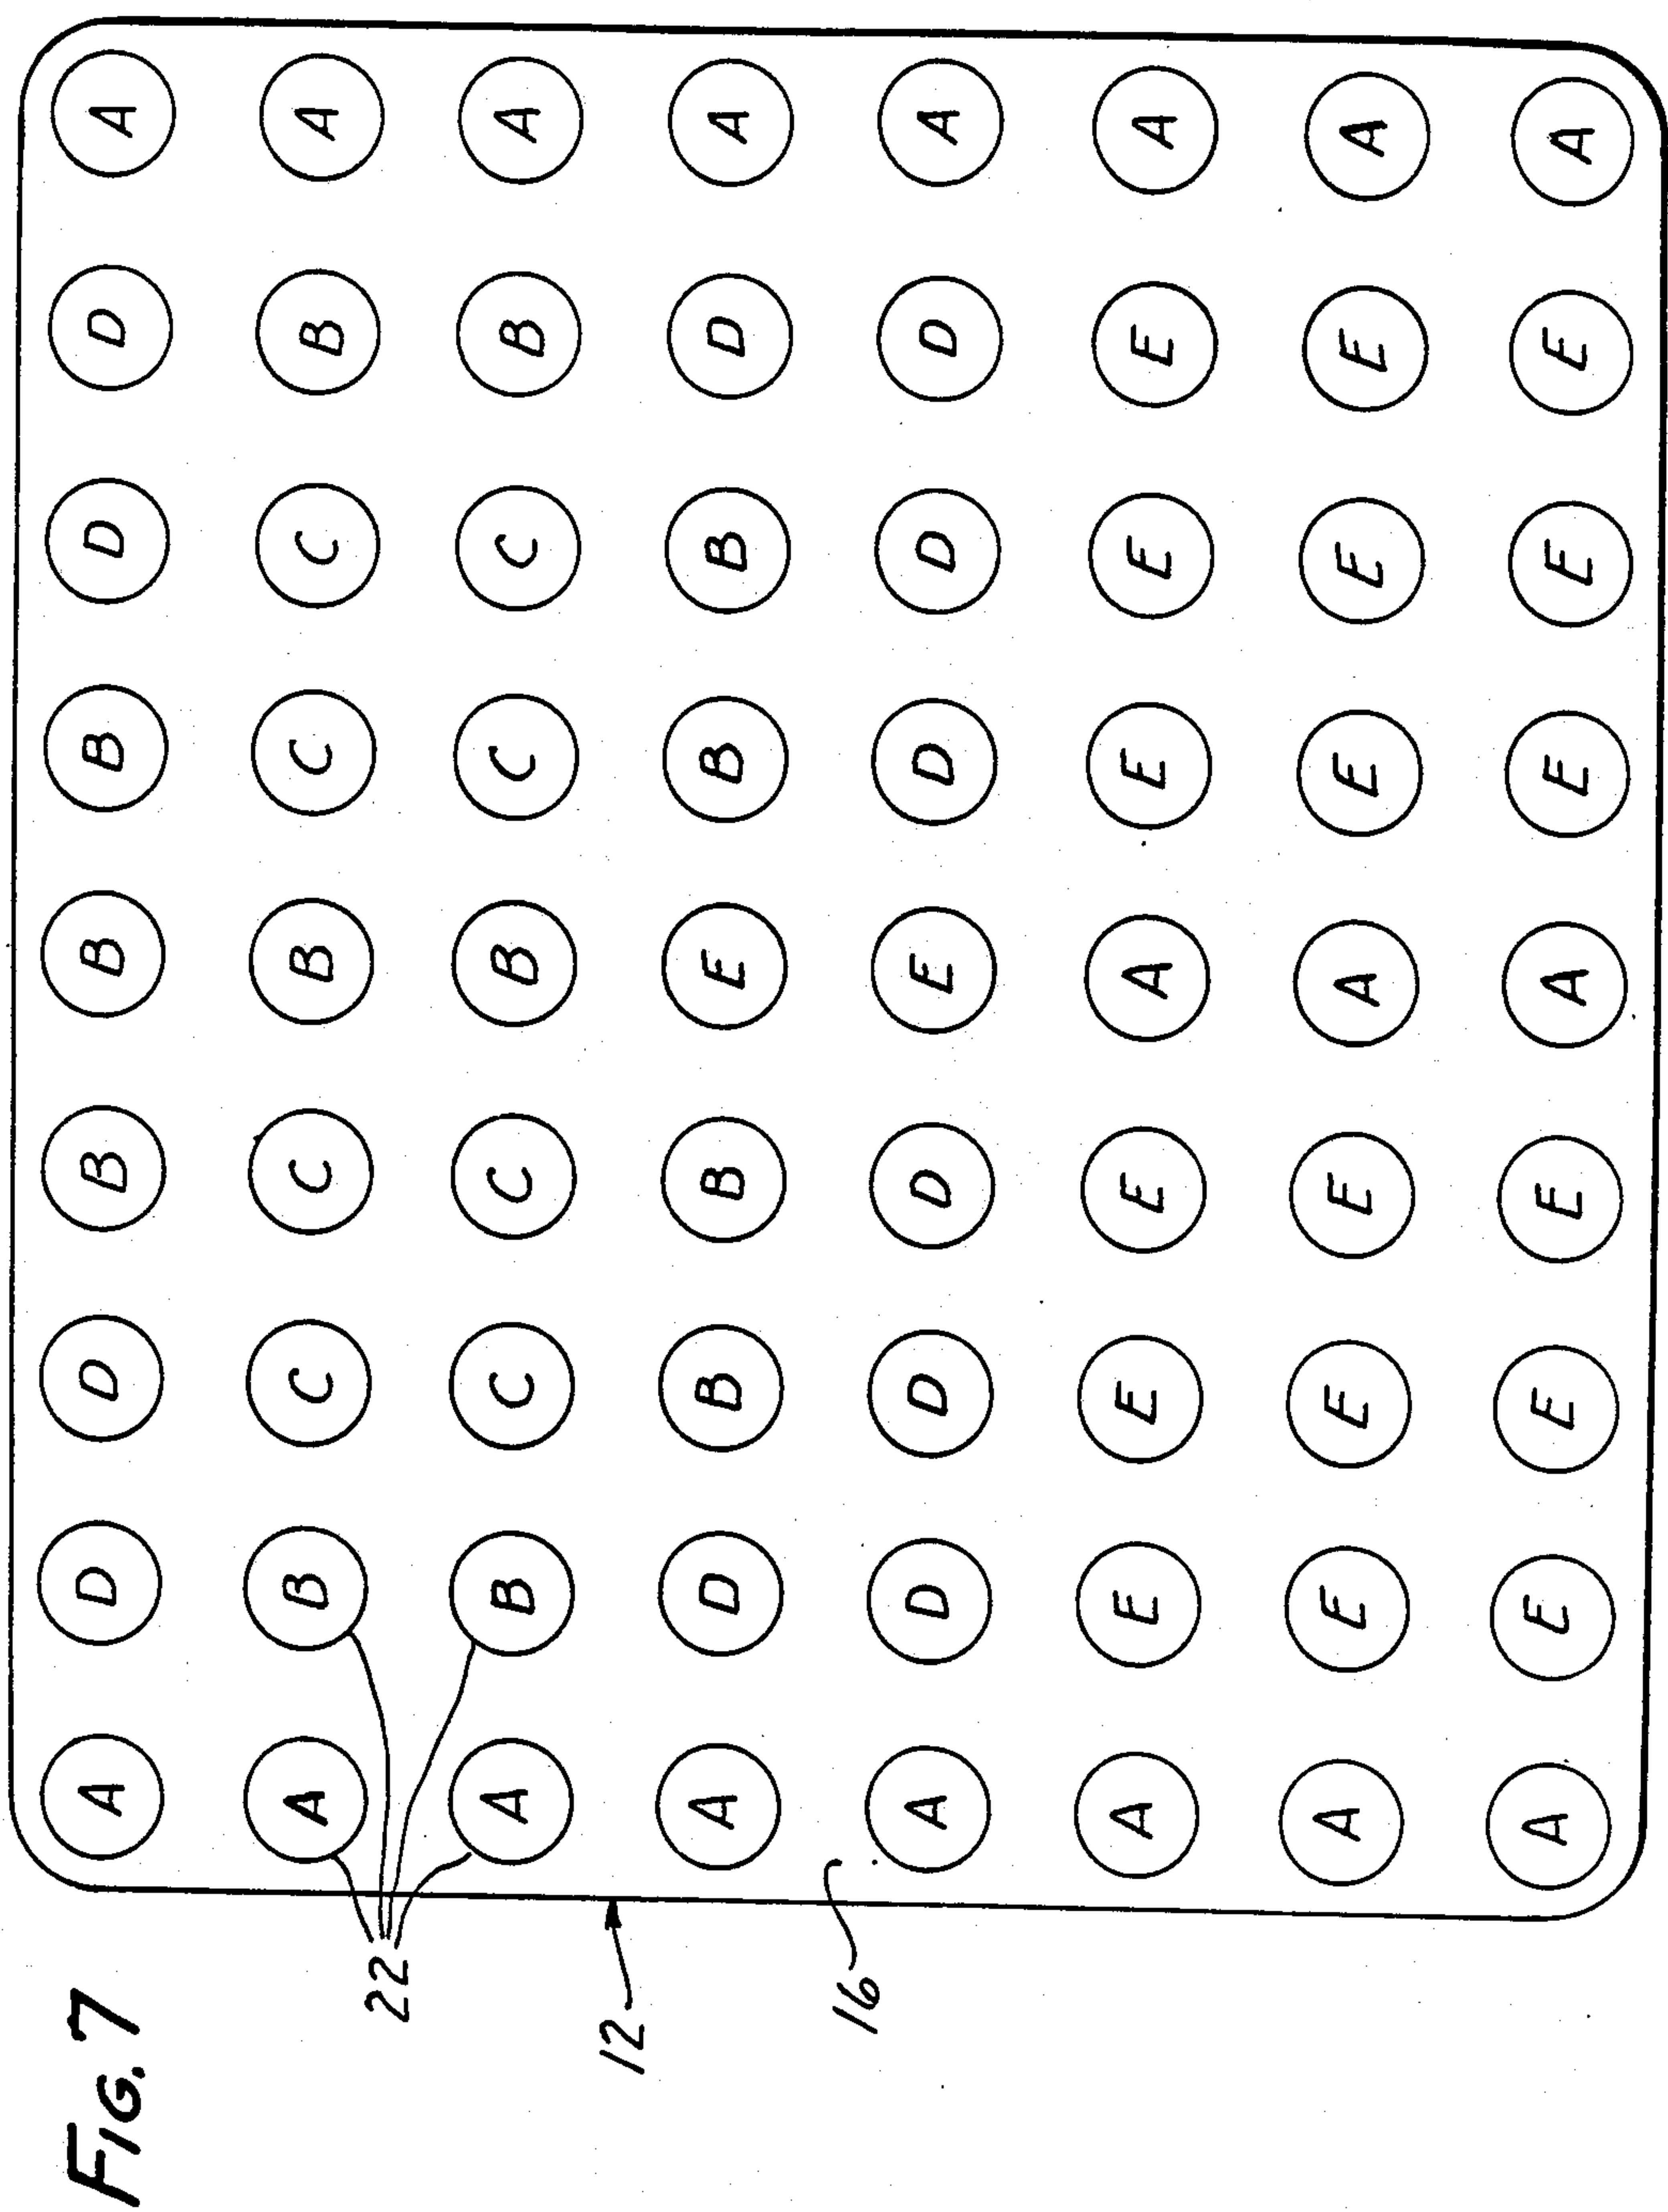 FIG. 7
A D D B B B D D A
22
A B C C B C C B A
A B C C B C C B A
12
A D B B E B B D A
16
A D D D E D D D A
A E E E A E E E A
A E E E A E E E A
A E E E A E E E A